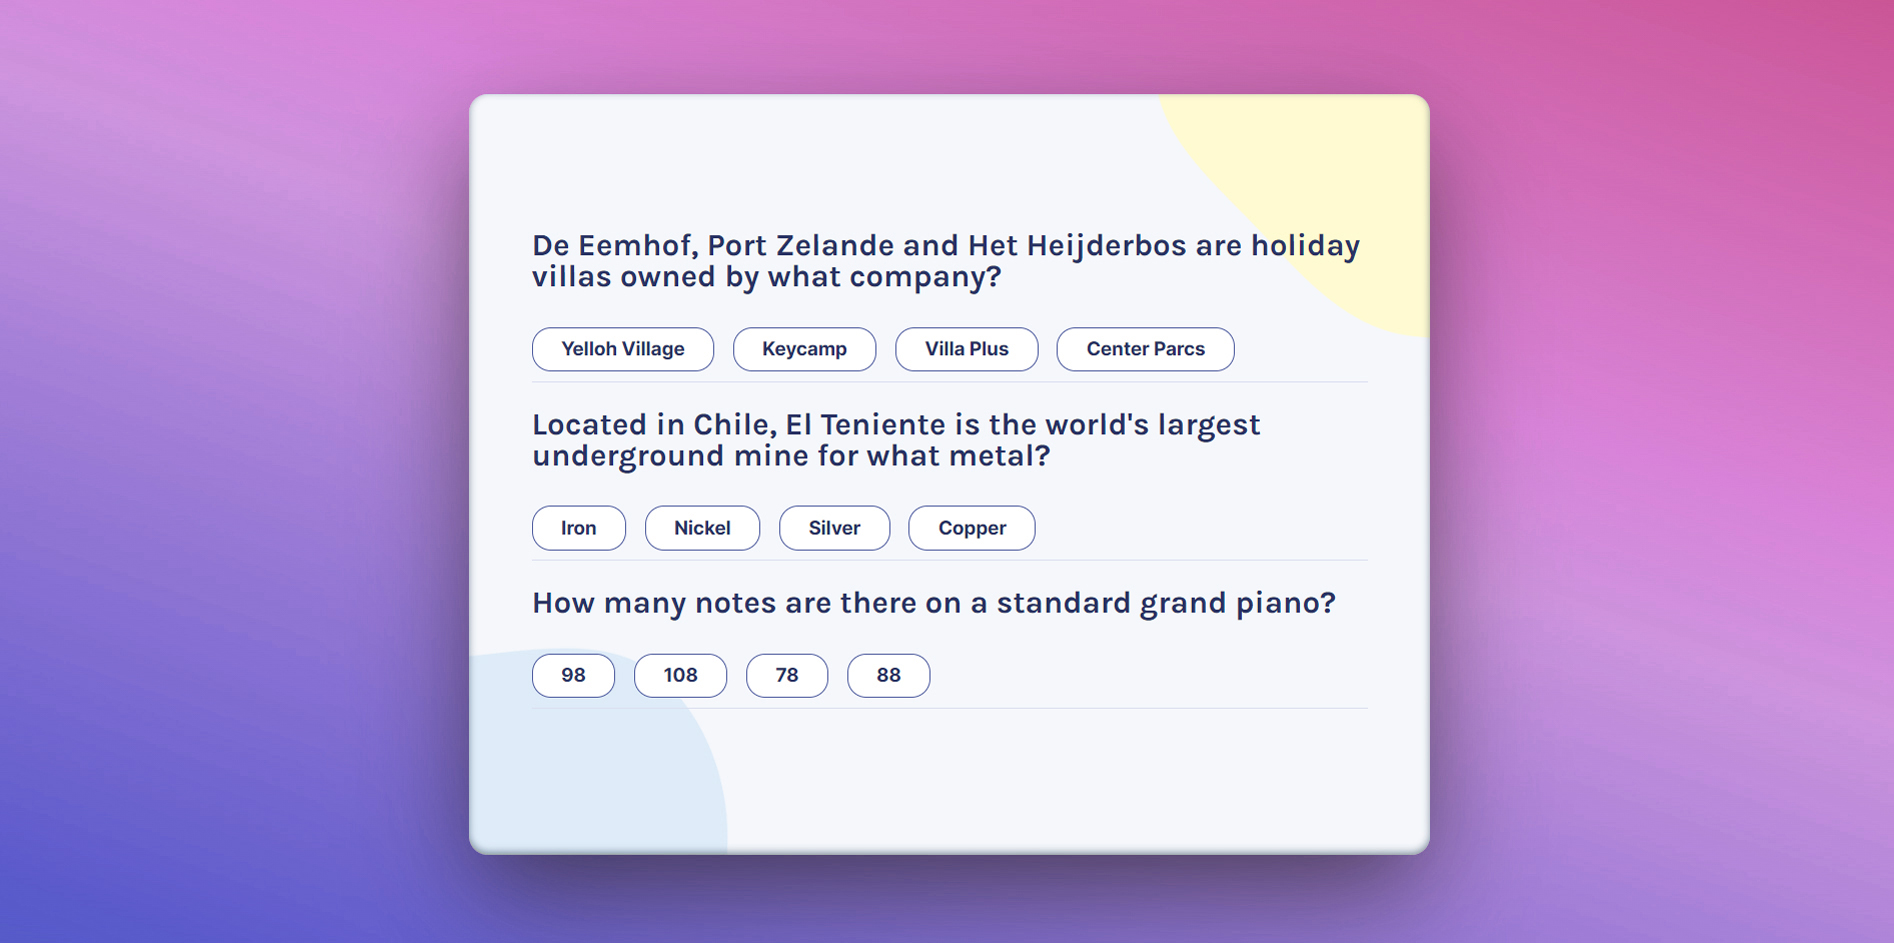 De Eemhof, Port Zelande and Het Heijderbos are holiday
villas owned by what company?
Yelloh Village Keycamp Villa Plus Center Parcs
Located in Chile, El Teniente is the world's largest
underground mine for what metal?
Iron Nickel Silver Copper
How many notes are there on a standard grand piano?
98 108 78 88